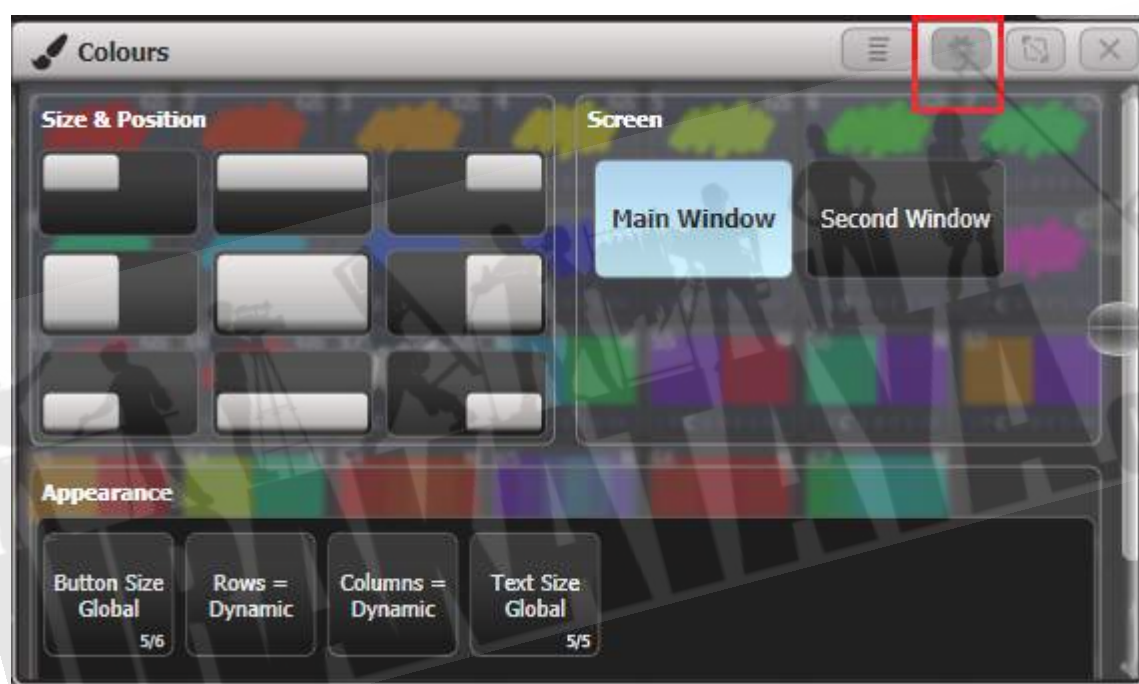 Colours
Size & Position
Screen
Main Window
Second Window
Appearance
Button Size
Global
5/6
Rows =
Dynamic
Columns =
Dynamic
Text Size
Global
5/5